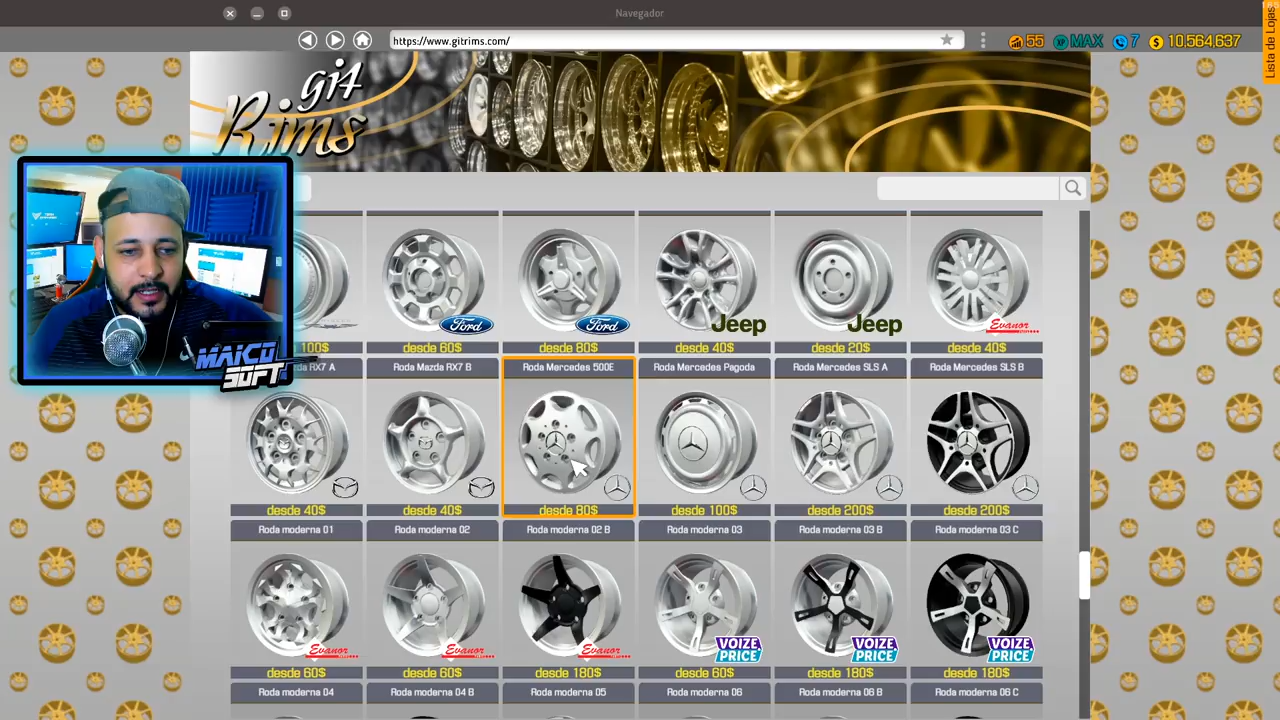 Navegador
https://www.gitrims.com/
55 MAX 7 $ 10,564,637
Lista de Lojas
git
Rims
MAICO
SOFT
100$ desde 60$ desde 80$ desde 40$ desde 20$ desde 40$
Ford Ford Jeep Jeep Evanor
RX7 A Roda Mazda RX7 B Roda Mercedes 500E Roda Mercedes Pagoda Roda Mercedes SLS A Roda Mercedes SLS B
desde 40$ desde 40$ desde 80$ desde 100$ desde 200$ desde 200$
Roda moderna 01 Roda moderna 02 Roda moderna 02 B Roda moderna 03 Roda moderna 03 B Roda moderna 03 C
Evanor Evanor Evanor VOIZE PRICE VOIZE PRICE VOIZE PRICE
desde 60$ desde 60$ desde 180$ desde 60$ desde 180$ desde 180$
Roda moderna 04 Roda moderna 04 B Roda moderna 05 Roda moderna 06 Roda moderna 06 B Roda moderna 06 C